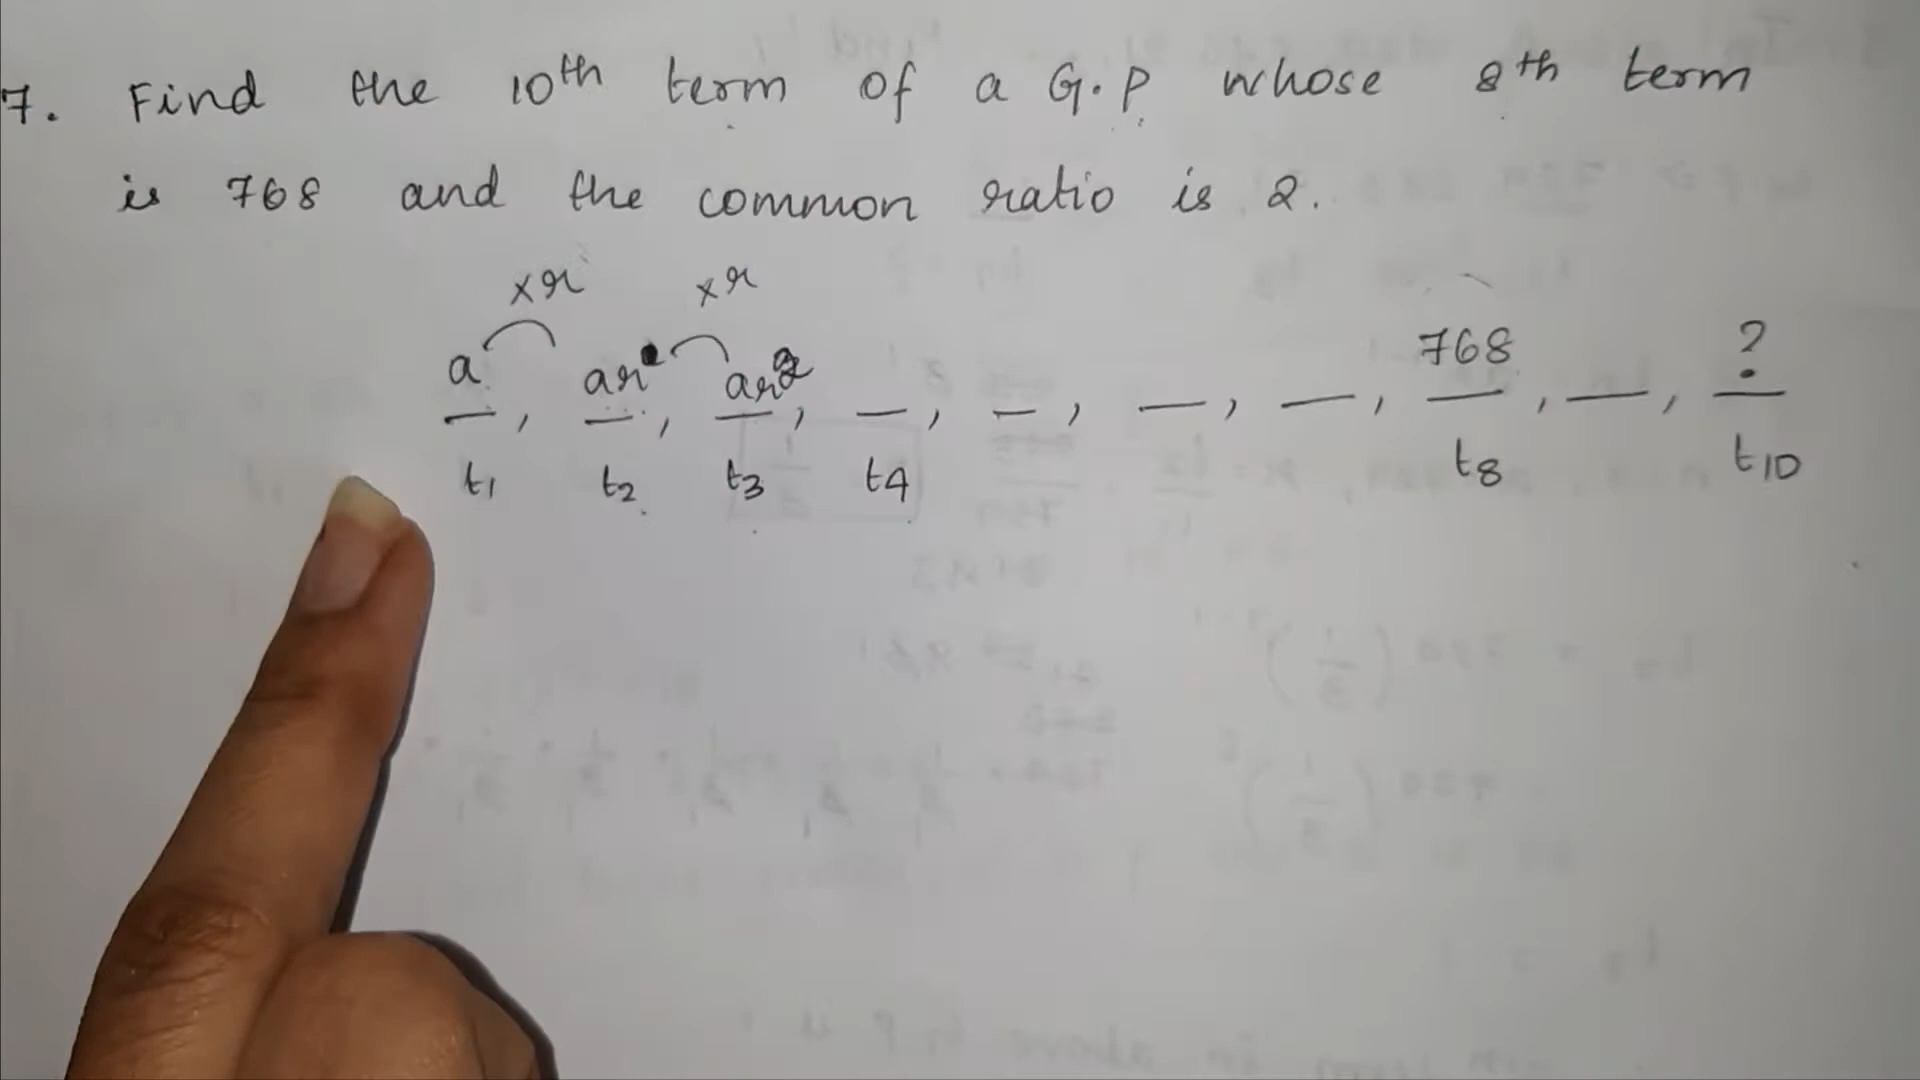 7. Find the 10th term of a G.P whose 8th term
is 768 and the common ratio is 2.
×r ×r
a, ar, ar2, _, _, _, _, 768, _, ?
t1 t2 t3 t4 t8 t10